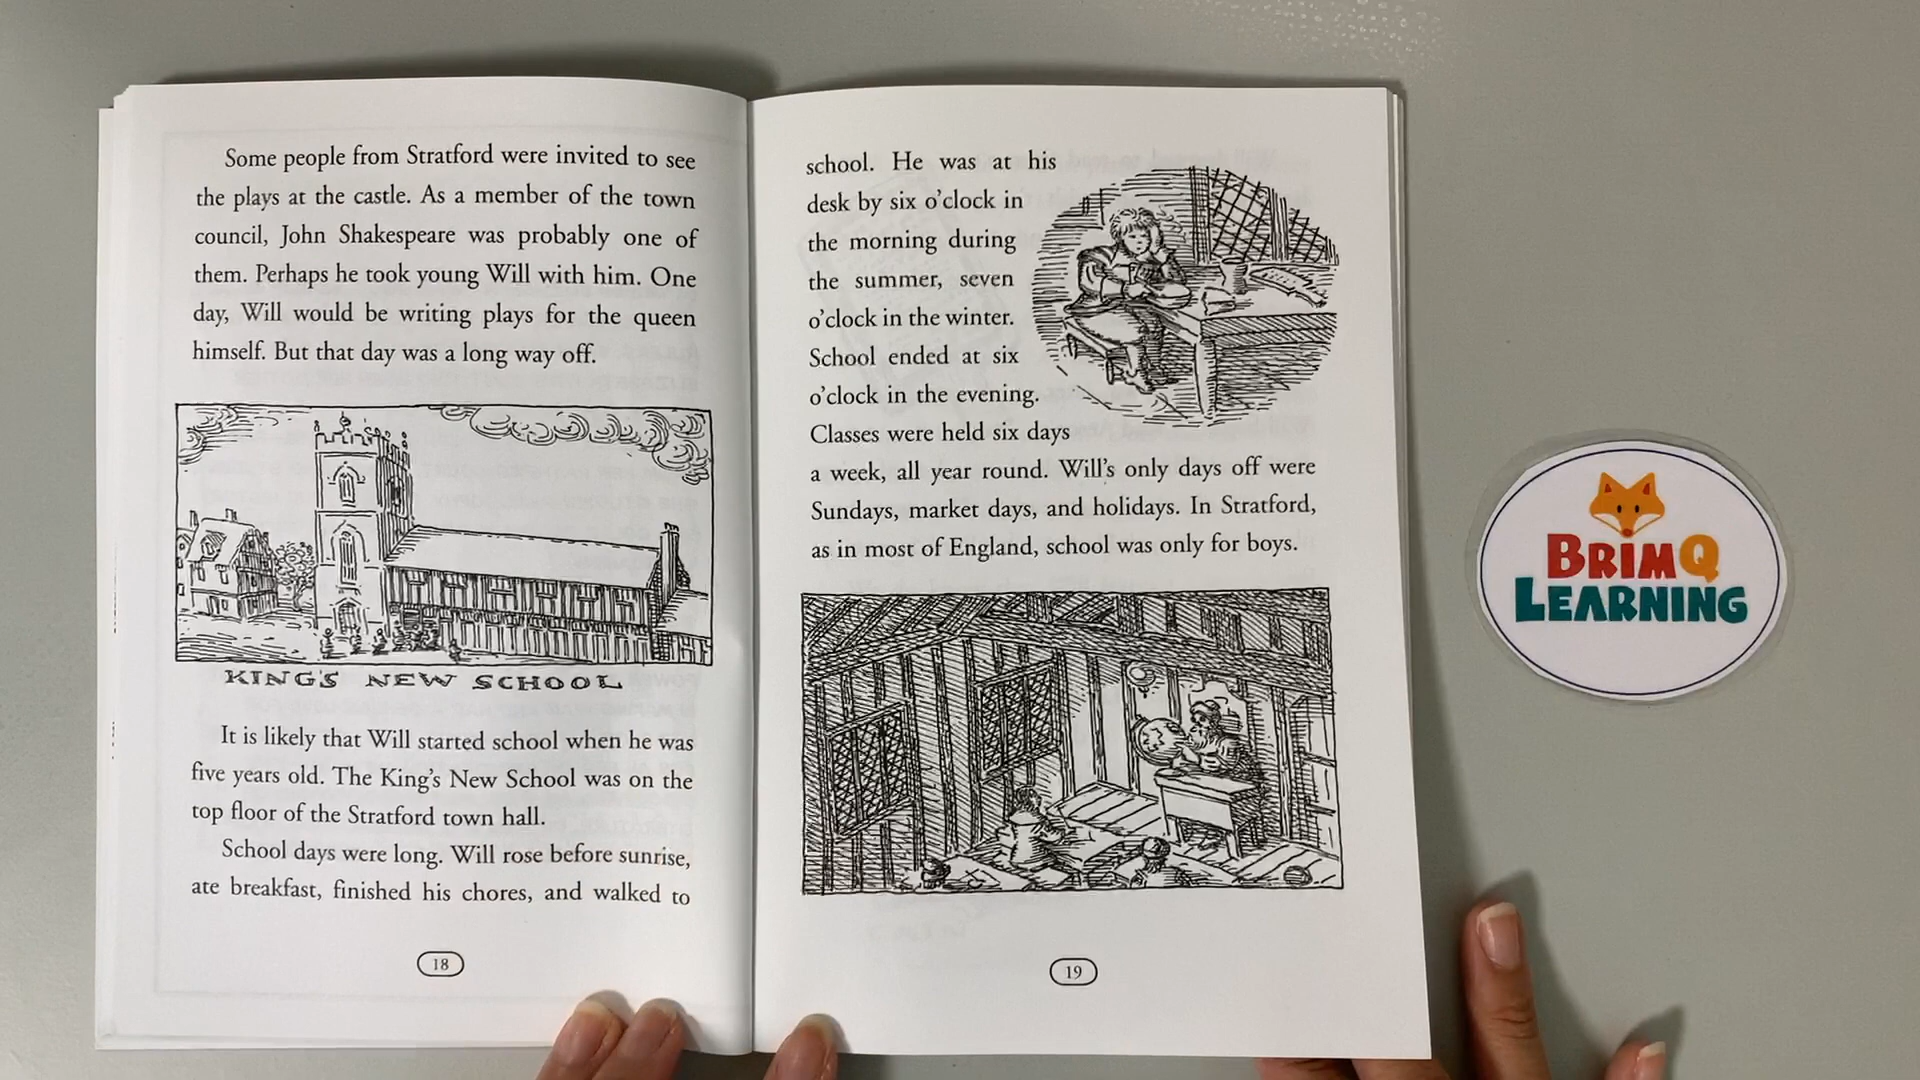 Some people from Stratford were invited to see
the plays at the castle. As a member of the town
council, John Shakespeare was probably one of
them. Perhaps he took young Will with him. One
day, Will would be writing plays for the queen
himself. But that day was a long way off.
KING'S NEW SCHOOL
It is likely that Will started school when he was
five years old. The King's New School was on the
top floor of the Stratford town hall.
School days were long. Will rose before sunrise,
ate breakfast, finished his chores, and walked to
18
school. He was at his
desk by six o'clock in
the morning during
the summer, seven
o'clock in the winter.
School ended at six
o'clock in the evening.
Classes were held six days
a week, all year round. Will's only days off were
Sundays, market days, and holidays. In Stratford,
as in most of England, school was only for boys.
19
BRIMQ
LEARNING